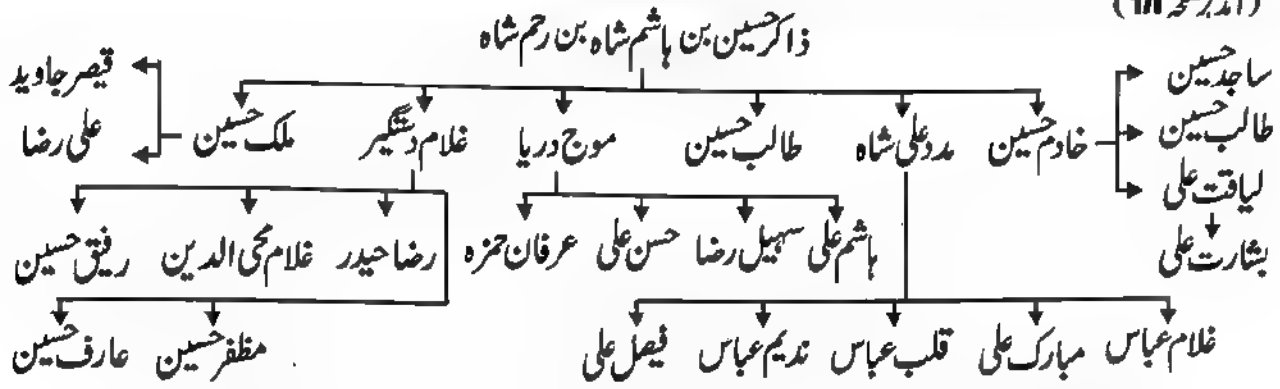 ذاکر حسین بن ہاشم شاہ بن رحم شاہ
ساجد حسین
قیصر جاوید
خادم حسین مدد علی شاہ طالب حسین موج دریا غلام دستگیر ملک حسین
طالب حسین
علی رضا
لیاقت علی
بشارت علی
ہاشم علی سہیل رضا حسن علی عرفان حمزہ رضا حیدر غلام محی الدین رفیق حسین
غلام عباس مبارک علی قلب عباس ندیم عباس فیصل علی مظفر حسین عارف حسین